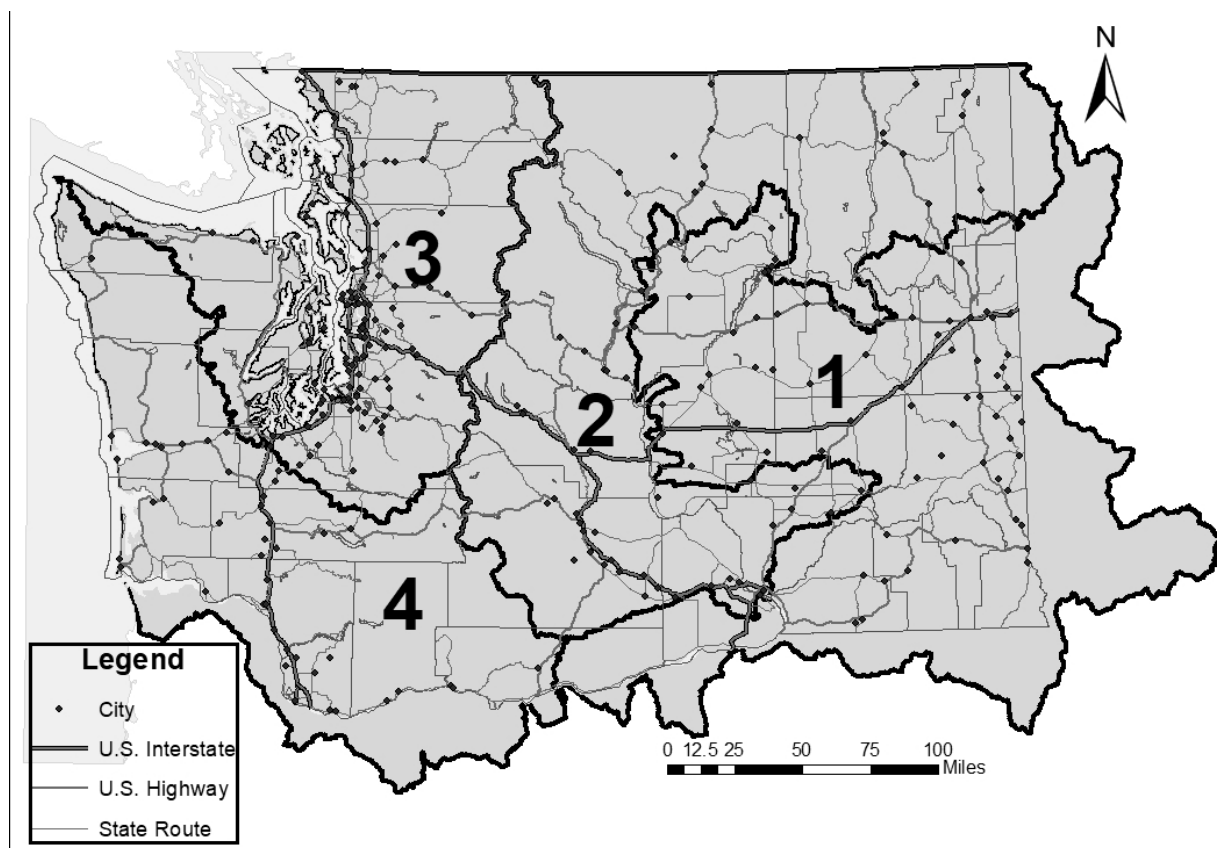 N
3
1
2
4
Legend
City
U.S. Interstate
U.S. Highway
State Route
0 12.5 25 50 75 100
Miles